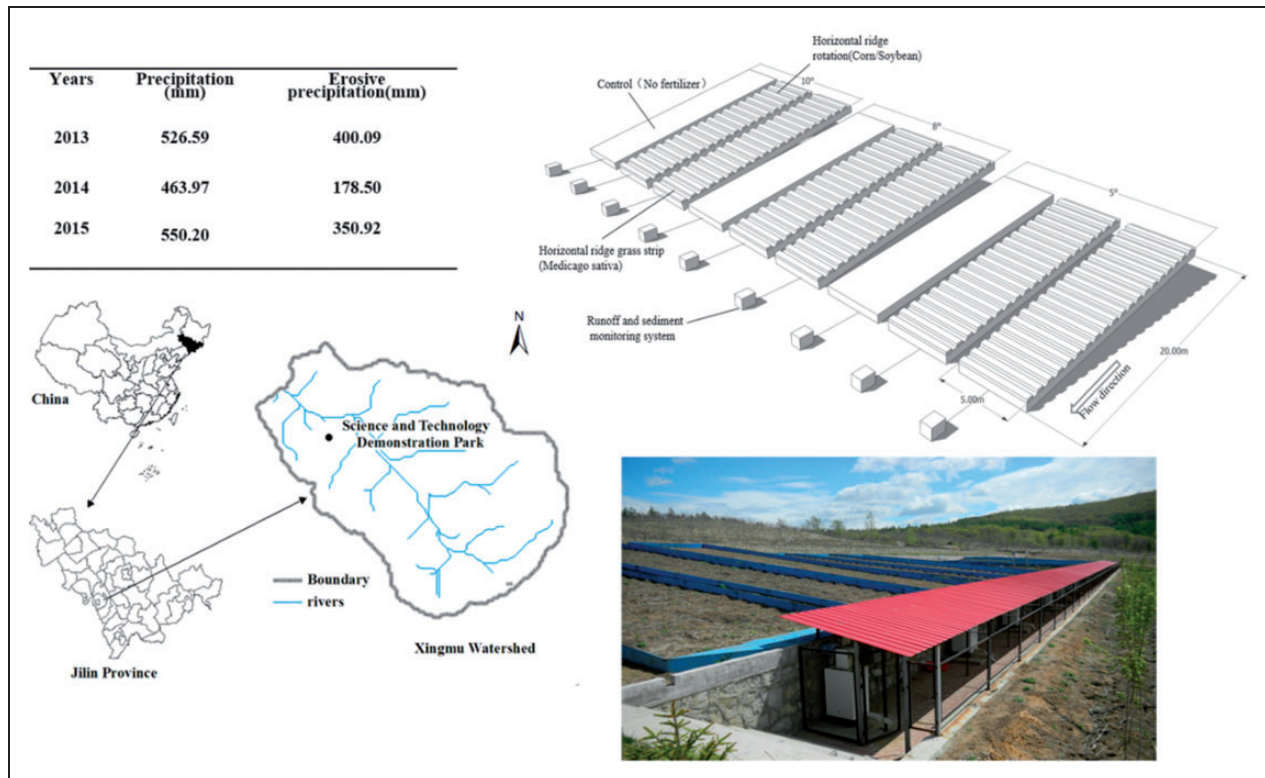 Years Precipitation (mm) Erosive precipitation(mm)
2013 526.59 400.09
2014 463.97 178.50
2015 550.20 350.92
Horizontal ridge
rotation(Corn/Soybean)
Control（No fertilizer）
10°
8°
5°
Horizontal ridge grass strip
(Medicago sativa)
Runoff and sediment
monitoring system
20.00m
5.00m
Flow direction
China
N
Science and Technology
Demonstration Park
Boundary
rivers
Xingmu Watershed
Jilin Province